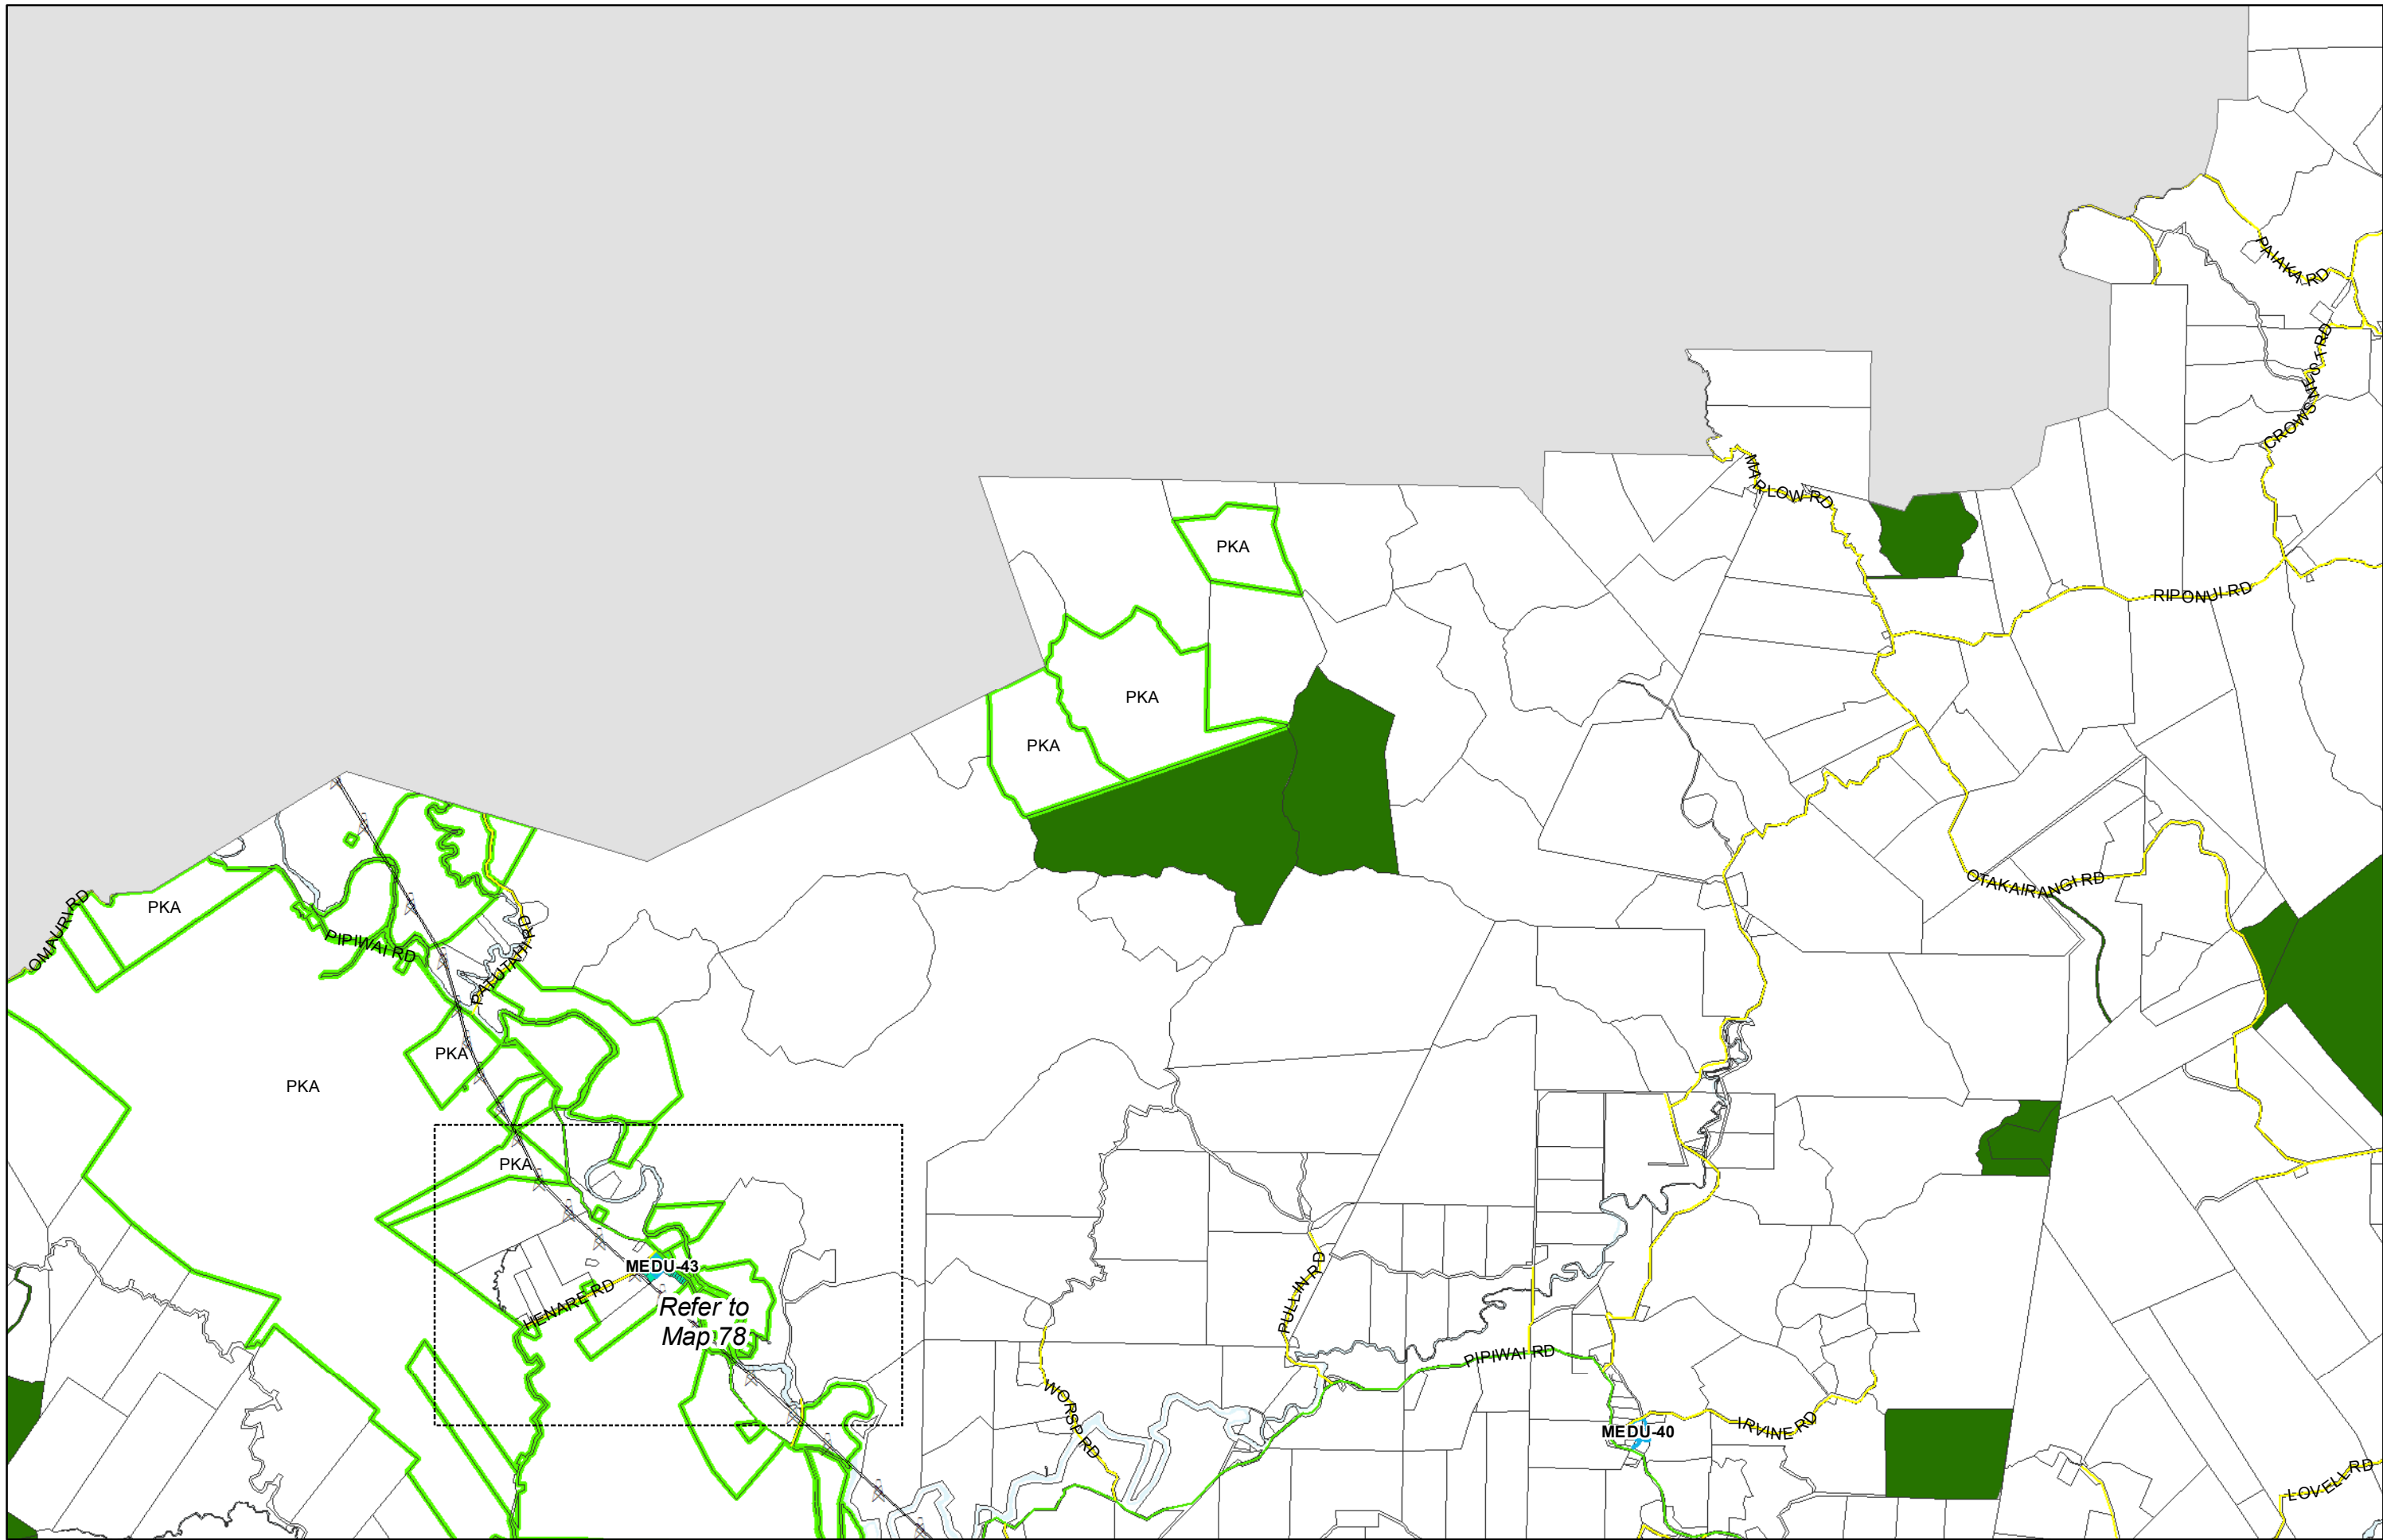 PAIAKA RD
CROWSNEST RD
MARLOW RD
PKA
RIPONUI RD
PKA
PKA
OTAKAIRANGI RD
OMAURI RD
PKA
PIPIWAI RD
PATUTAHI RD
PKA
PKA
PKA
MEDU-43
HENARE RD
Refer to
Map 78
PULLIN RD
PIPIWAI RD
WORSP RD
MEDU-40
IRVINE RD
LOVELL RD